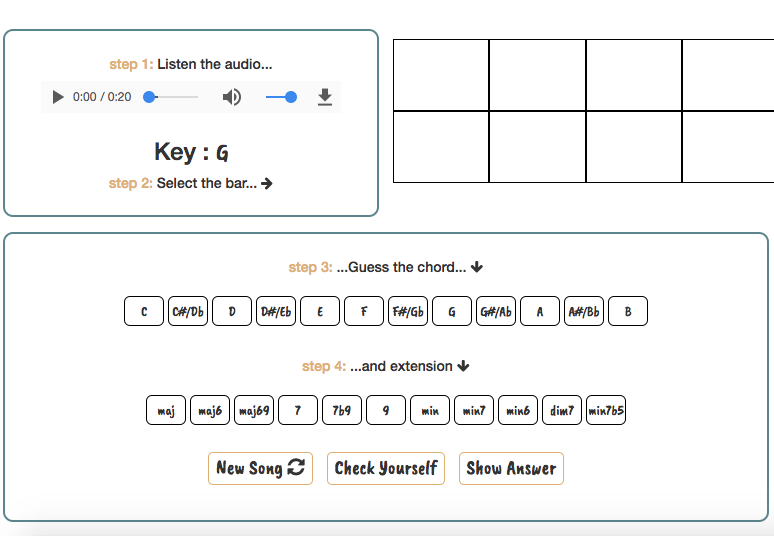 step 1: Listen the audio...
0:00 / 0:20
Key : G
step 2: Select the bar...
step 3: ...Guess the chord...
C C#/Db D D#/Eb E F F#/Gb G G#/Ab A A#/Bb B
step 4: ...and extension
maj maj6 maj69 7 7b9 9 min min7 min6 dim7 min7b5
New Song Check Yourself Show Answer